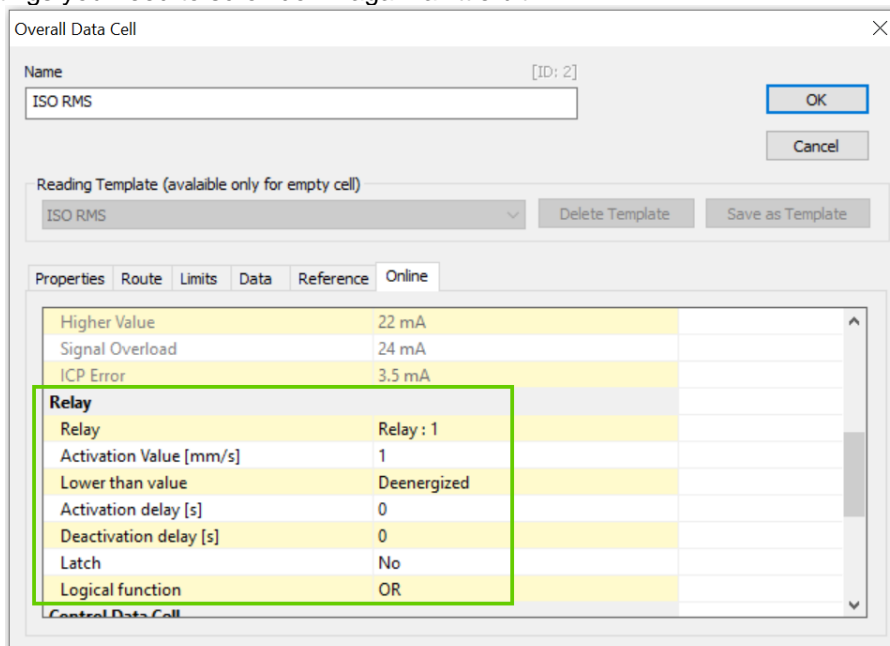 Overall Data Cell
Name [ID: 2]
ISO RMS
OK
Cancel
Reading Template (avalaible only for empty cell)
ISO RMS
Delete Template
Save as Template
Properties Route Limits Data Reference Online
Higher Value 22 mA
Signal Overload 24 mA
ICP Error 3.5 mA
Relay
Relay Relay : 1
Activation Value [mm/s] 1
Lower than value Deenergized
Activation delay [s] 0
Deactivation delay [s] 0
Latch No
Logical function OR
Control Data Cell